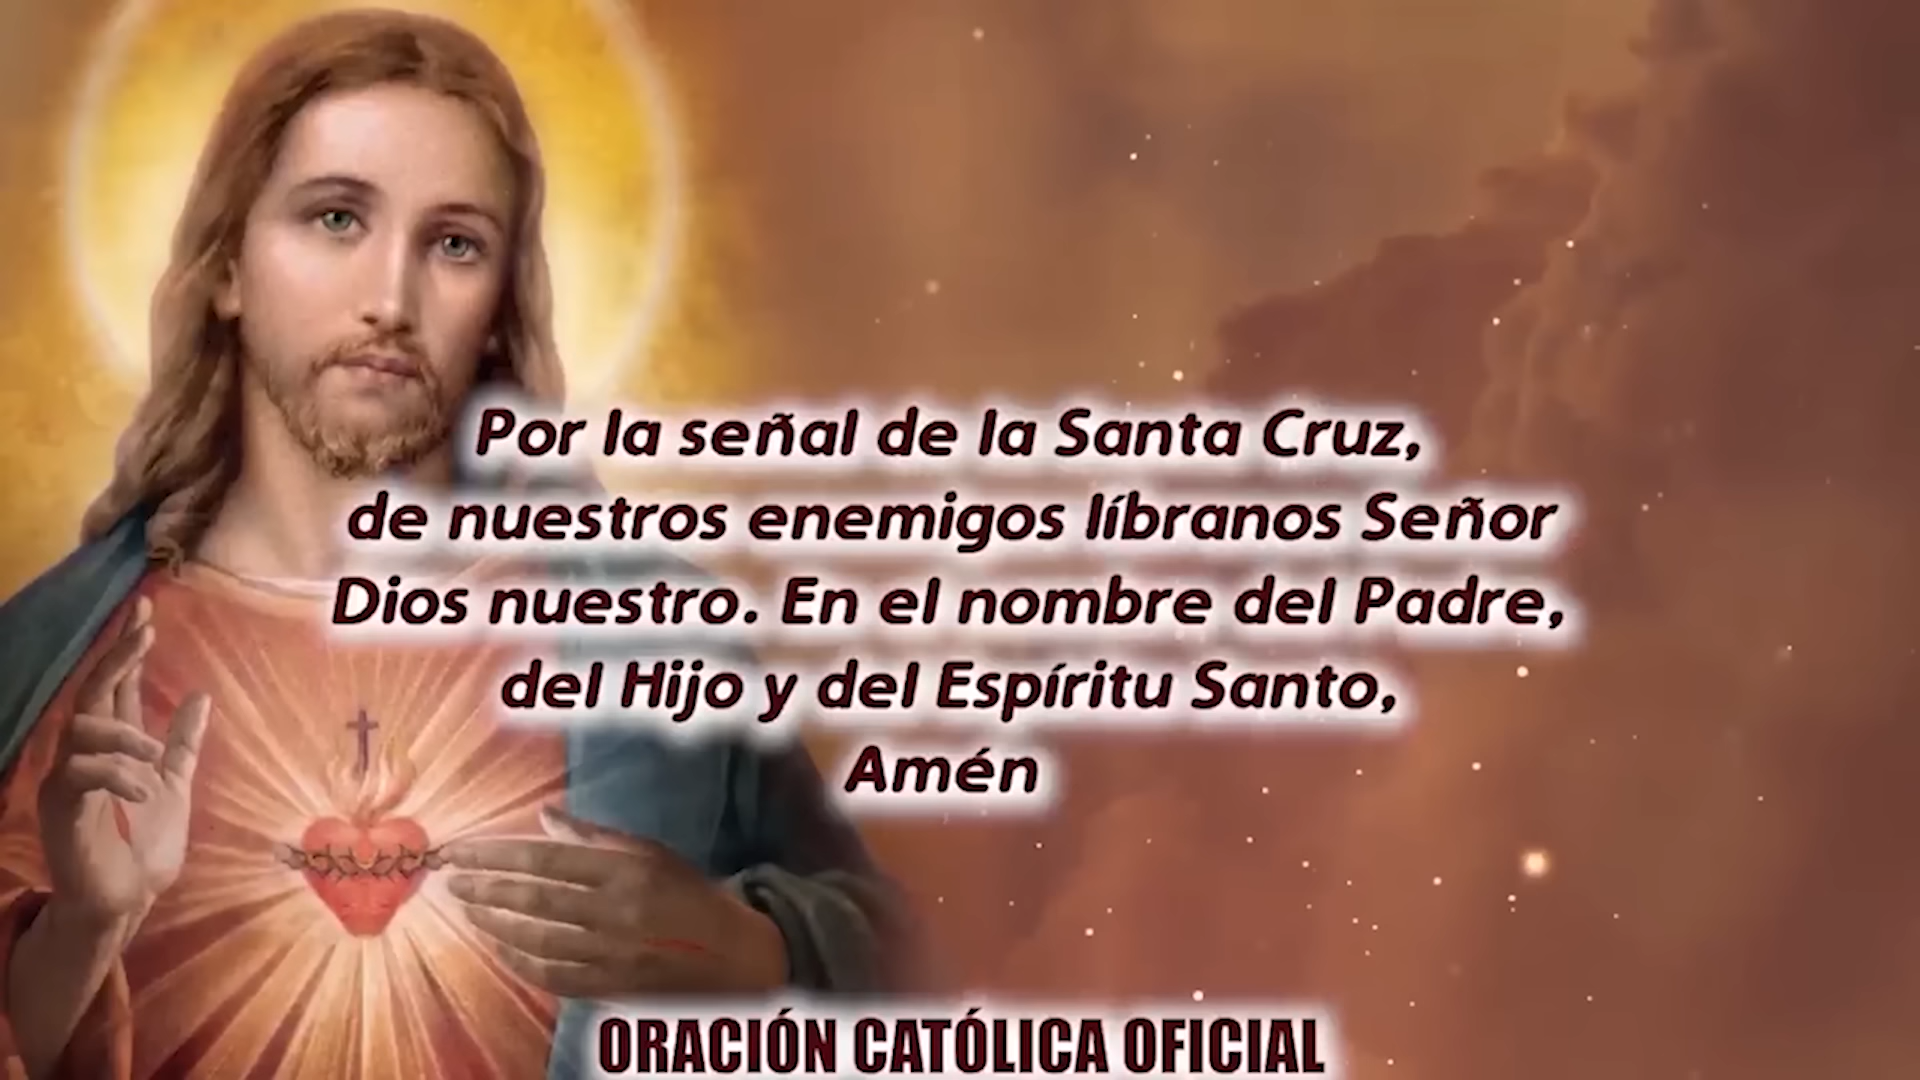 Por la señal de la Santa Cruz,
de nuestros enemigos líbranos Señor
Dios nuestro. En el nombre del Padre,
del Hijo y del Espíritu Santo,
Amén
ORACIÓN CATÓLICA OFICIAL